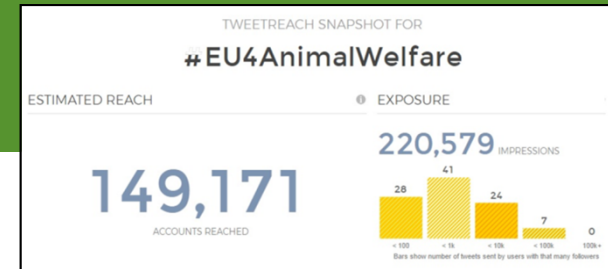 TWEETREACH SNAPSHOT FOR
#EU4AnimalWelfare
ESTIMATED REACH
149,171
ACCOUNTS REACHED
EXPOSURE
220,579 IMPRESSIONS
28 41 24 7 0
< 100 < 1k < 10k < 100k 100k+
Bars show number of tweets sent by users with that many followers